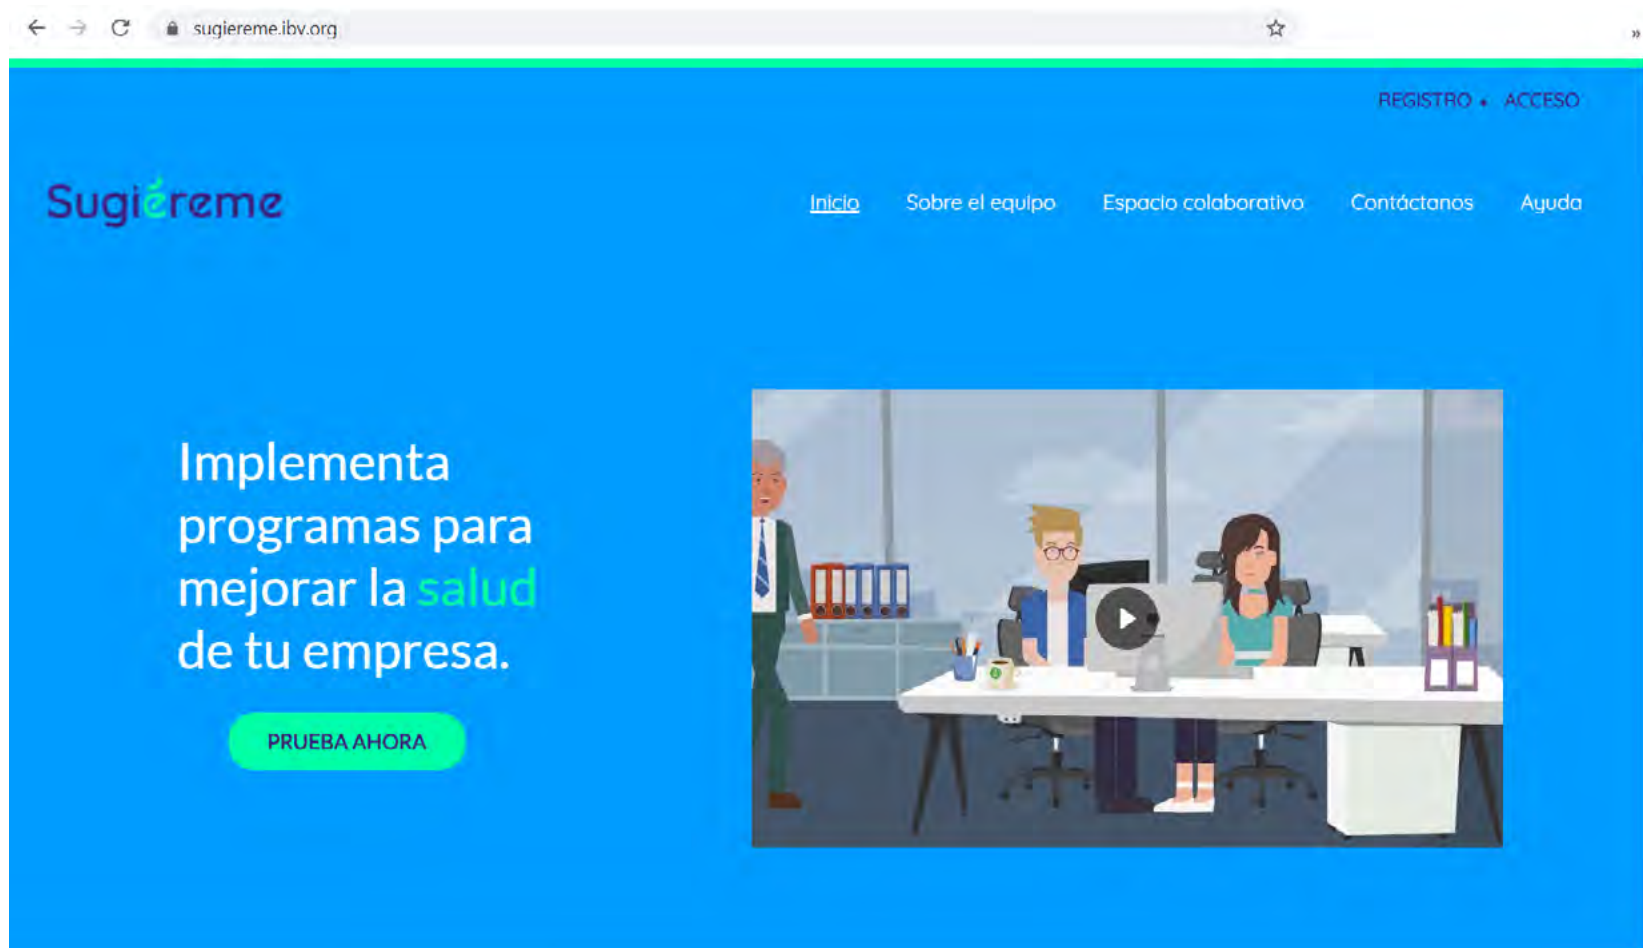 sugiereme.ibv.org
»
REGISTRO • ACCESO
Sugiéreme
Inicio Sobre el equipo Espacio colaborativo Contáctanos Ayuda
Implementa
programas para
mejorar la salud
de tu empresa.
PRUEBA AHORA